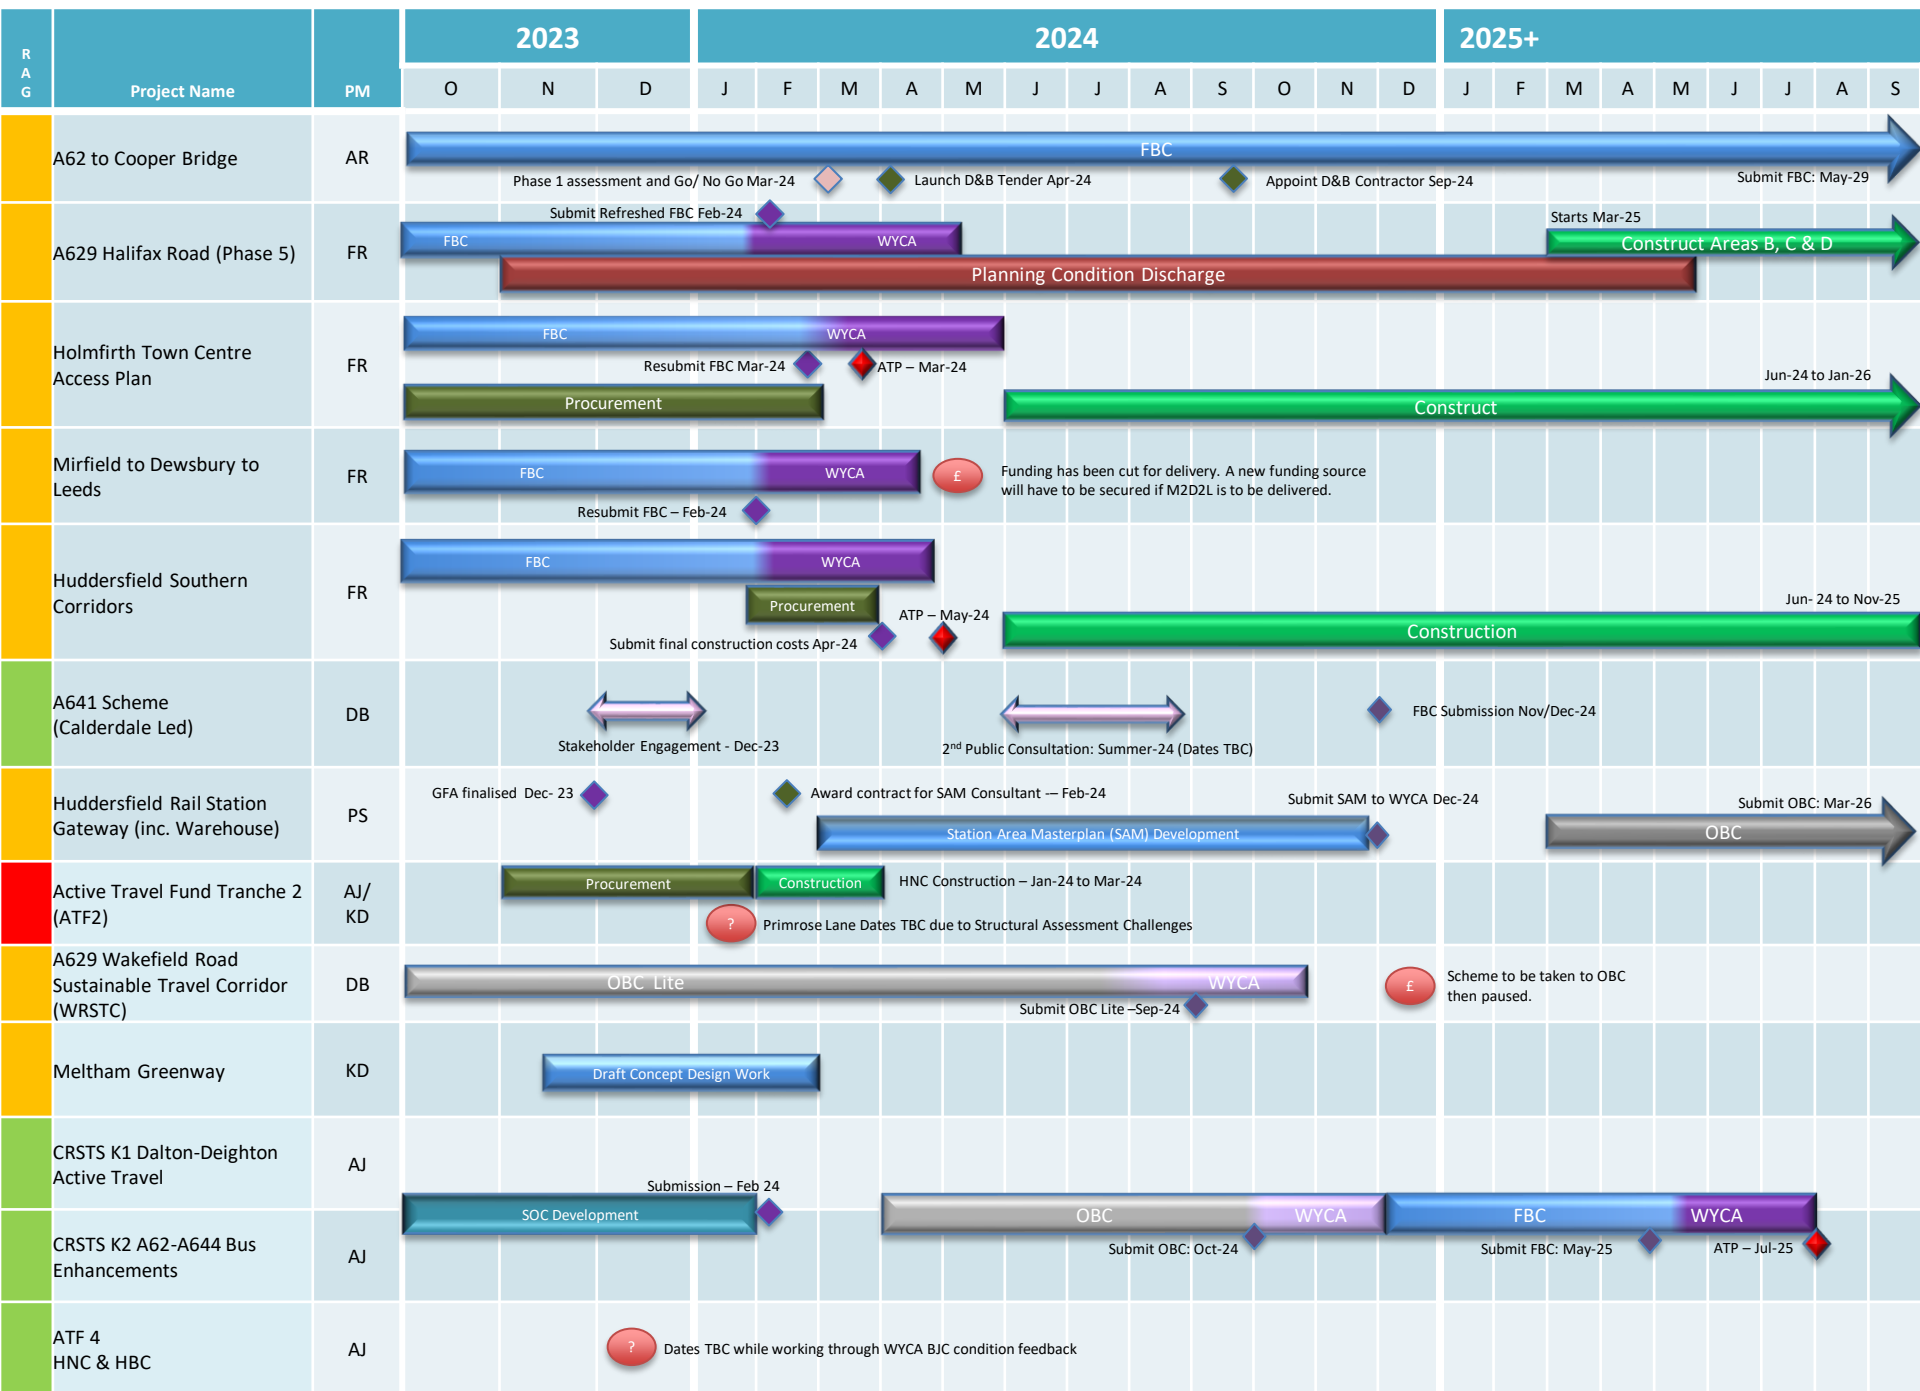 2023 2024 2025+
R
A
G
Project Name PM O N D J F M A M J J A S O N D J F M A M J J A S
A62 to Cooper Bridge AR
FBC
Phase 1 assessment and Go/ No Go Mar-24 Launch D&B Tender Apr-24 Appoint D&B Contractor Sep-24 Submit FBC: May-29
A629 Halifax Road (Phase 5) FR
Submit Refreshed FBC Feb-24 Starts Mar-25
FBC WYCA Construct Areas B, C & D
Planning Condition Discharge
Holmfirth Town Centre
Access Plan
FR
FBC WYCA
Resubmit FBC Mar-24 ATP – Mar-24 Jun-24 to Jan-26
Procurement Construct
Mirfield to Dewsbury to
Leeds
FR
FBC WYCA £ Funding has been cut for delivery. A new funding source
will have to be secured if M2D2L is to be delivered.
Resubmit FBC – Feb-24
Huddersfield Southern
Corridors
FR
FBC WYCA
Procurement ATP – May-24 Jun- 24 to Nov-25
Submit final construction costs Apr-24 Construction
A641 Scheme
(Calderdale Led)
DB
FBC Submission Nov/Dec-24
Stakeholder Engagement - Dec-23 2nd Public Consultation: Summer-24 (Dates TBC)
Huddersfield Rail Station
Gateway (inc. Warehouse)
PS
GFA finalised Dec- 23 Award contract for SAM Consultant -– Feb-24 Submit SAM to WYCA Dec-24 Submit OBC: Mar-26
Station Area Masterplan (SAM) Development OBC
Active Travel Fund Tranche 2
(ATF2)
AJ/
KD
Procurement Construction HNC Construction – Jan-24 to Mar-24
? Primrose Lane Dates TBC due to Structural Assessment Challenges
A629 Wakefield Road
Sustainable Travel Corridor
(WRSTC)
DB
OBC Lite WYCA £ Scheme to be taken to OBC
then paused.
Submit OBC Lite –Sep-24
Meltham Greenway KD
Draft Concept Design Work
CRSTS K1 Dalton-Deighton
Active Travel
AJ
Submission – Feb 24
SOC Development OBC WYCA FBC WYCA
CRSTS K2 A62-A644 Bus
Enhancements
AJ
Submit OBC: Oct-24 Submit FBC: May-25 ATP – Jul-25
ATF 4
HNC & HBC
AJ
? Dates TBC while working through WYCA BJC condition feedback